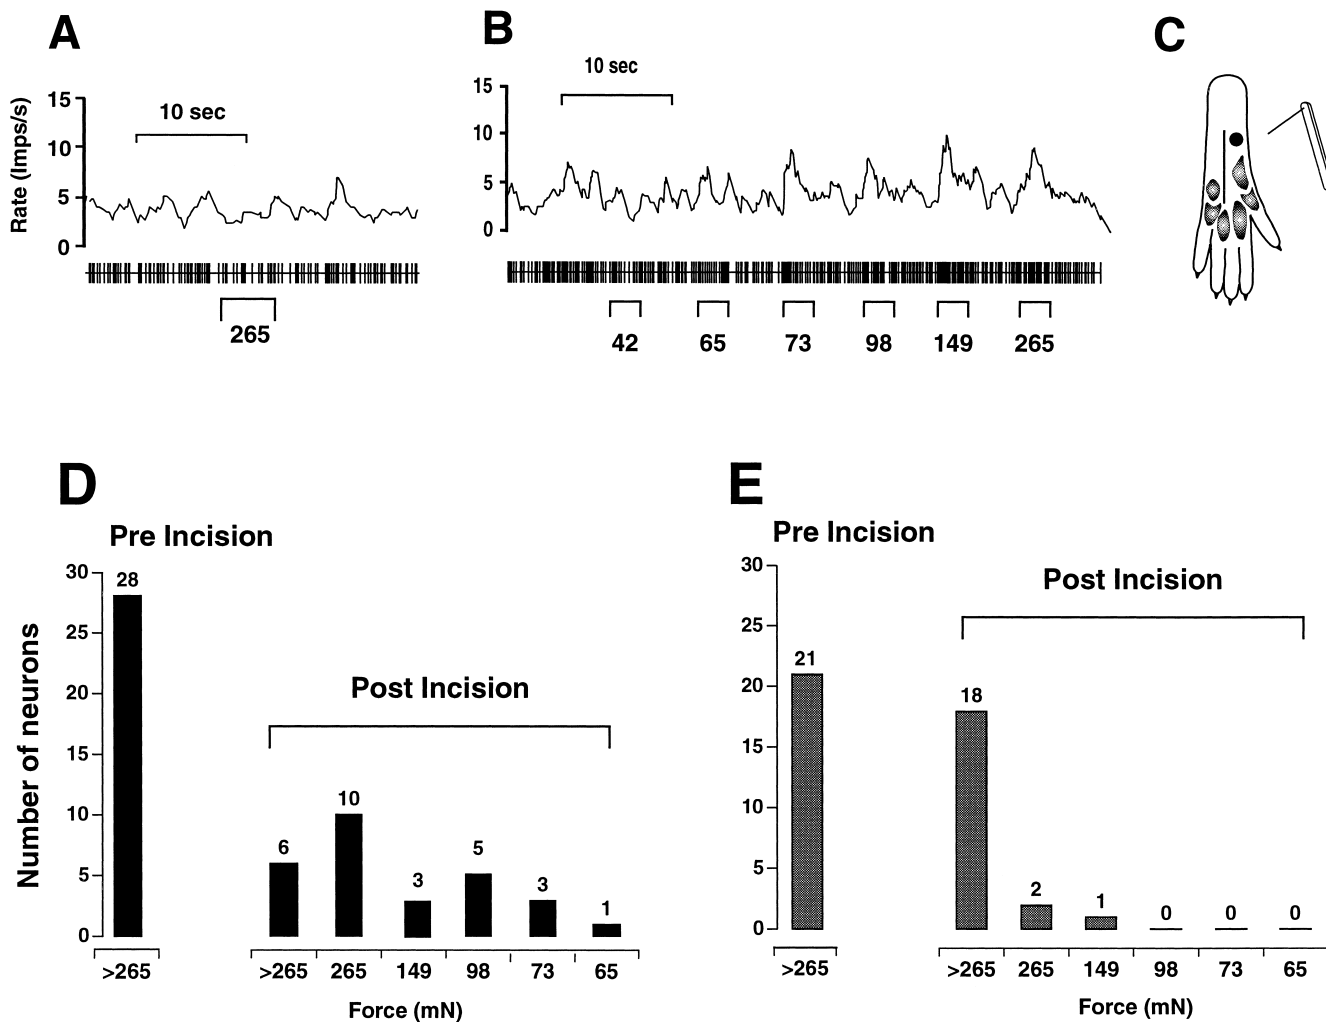 A
B
C
Rate (Imps/s)
15
10
5
0
10 sec
265
15
10
5
0
10 sec
42 65 73 98 149 265
D
Pre Incision
Number of neurons
30
25
20
15
10
5
0
28
>265
Post Incision
6 10 3 5 3 1
>265 265 149 98 73 65
Force (mN)
E
Pre Incision
30
25
20
15
10
5
0
21
>265
Post Incision
18 2 1 0 0 0
>265 265 149 98 73 65
Force (mN)